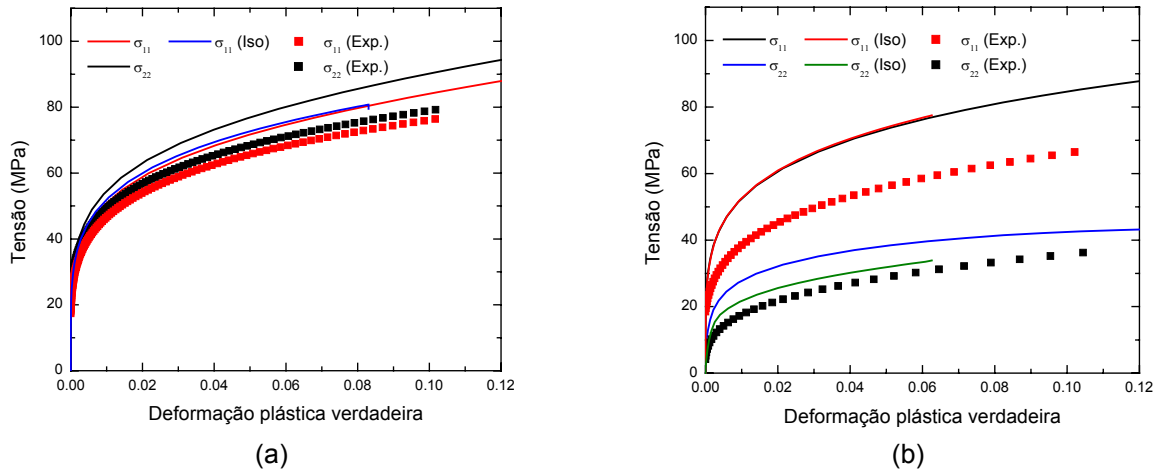 σ11 σ11 (Iso) σ11 (Exp.)
σ22 σ22 (Exp.)
Tensão (MPa)
100
80
60
40
20
0
0.00 0.02 0.04 0.06 0.08 0.10 0.12
Deformação plástica verdadeira
(a)
σ11 σ11 (Iso) σ11 (Exp.)
σ22 σ22 (Iso) σ22 (Exp.)
Tensão (MPa)
100
80
60
40
20
0
0.00 0.02 0.04 0.06 0.08 0.10 0.12
Deformação plástica verdadeira
(b)